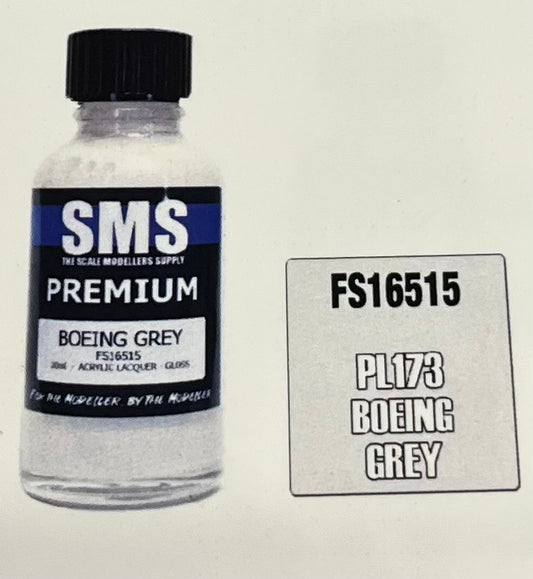 SMS
THE SCALE MODELLERS SUPPLY
PREMIUM
BOEING GREY
FS16515
30ml - ACRYLIC LACQUER - GLOSS
FOR THE MODELLER. BY THE MODELLER
FS16515
PL173
BOEING
GREY